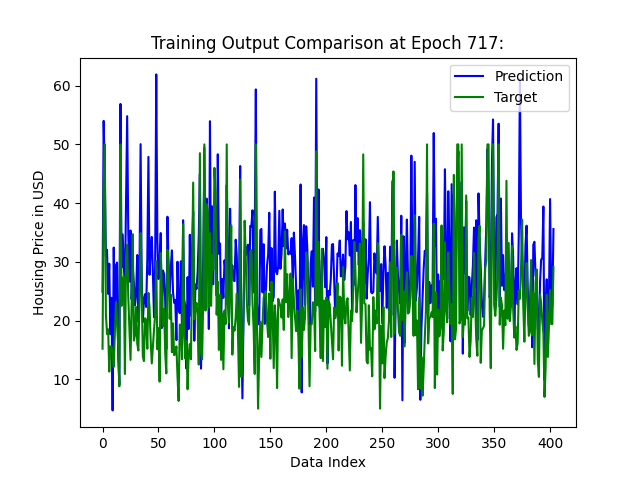 Training Output Comparison at Epoch 717:
Prediction
Target
60
50
40
30
20
10
Housing Price in USD
0 50 100 150 200 250 300 350 400
Data Index